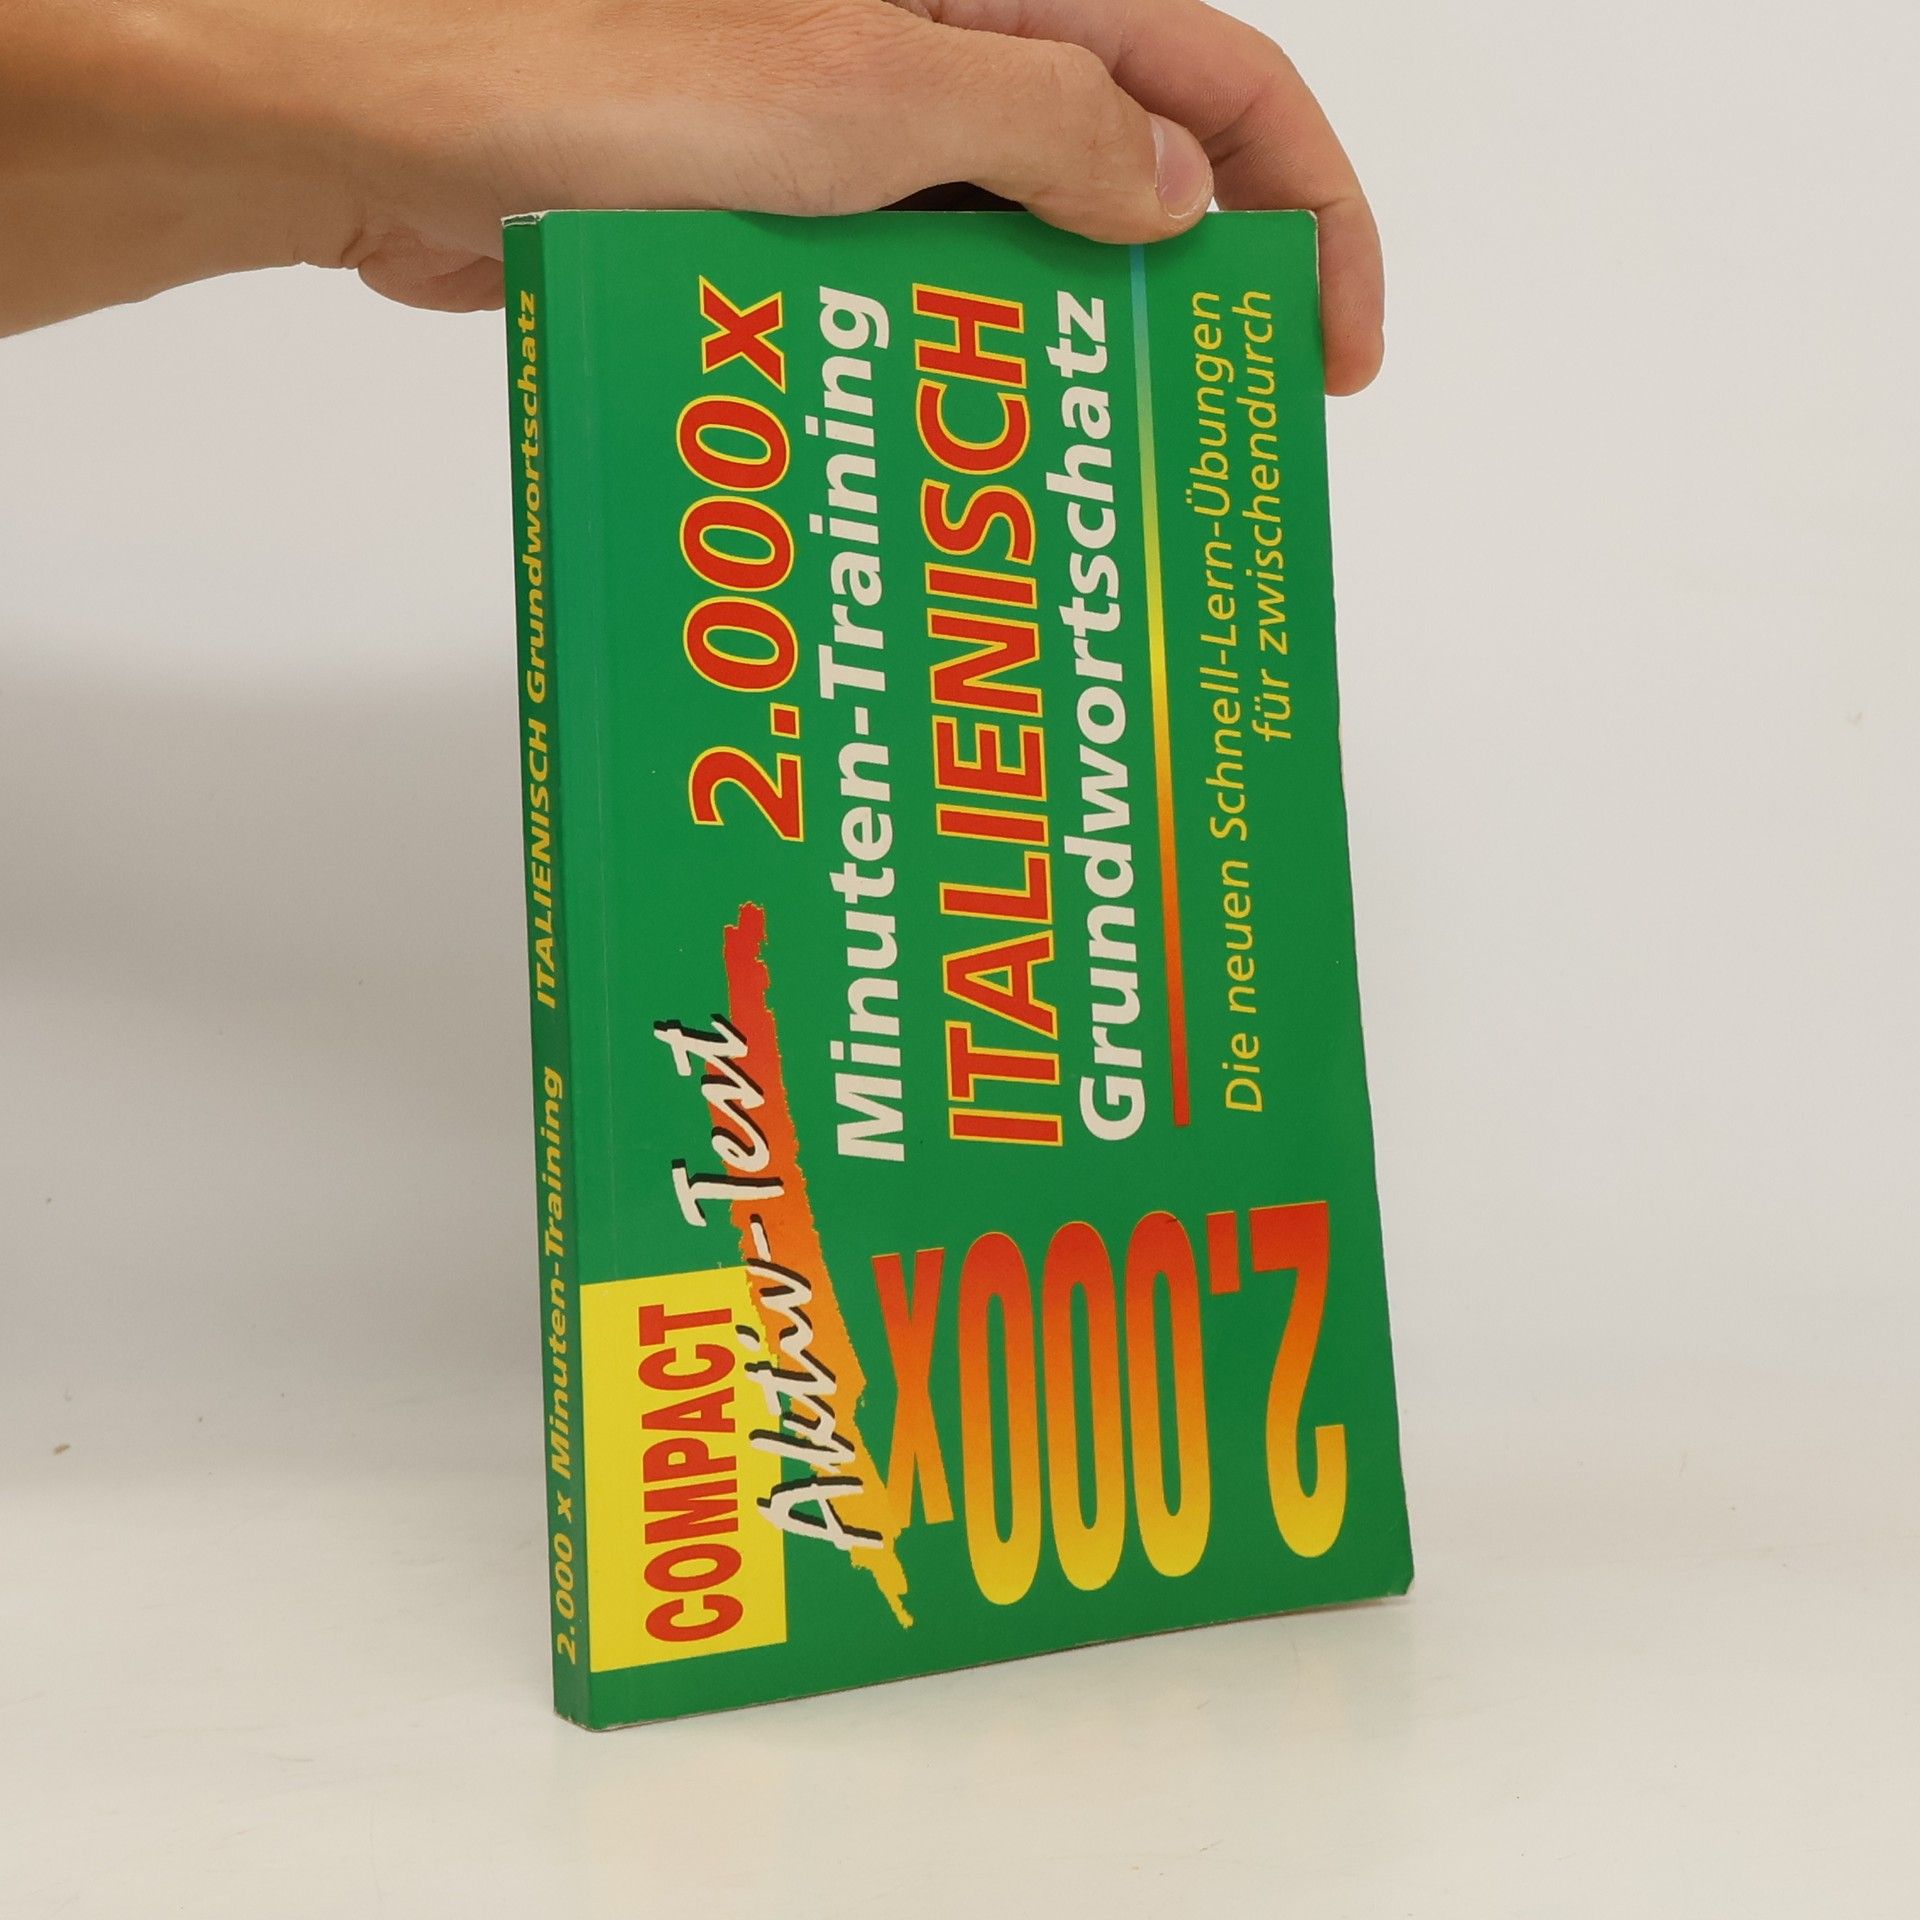 2.000 x Minuten-Training ITALIENISCH Grundwortschatz
COMPACT
Aktiv-Test
2.000 x
Minuten-Training
ITALIENISCH
Grundwortschatz
Die neuen Schnell-Lern-Übungen
für zwischendurch
2.000x